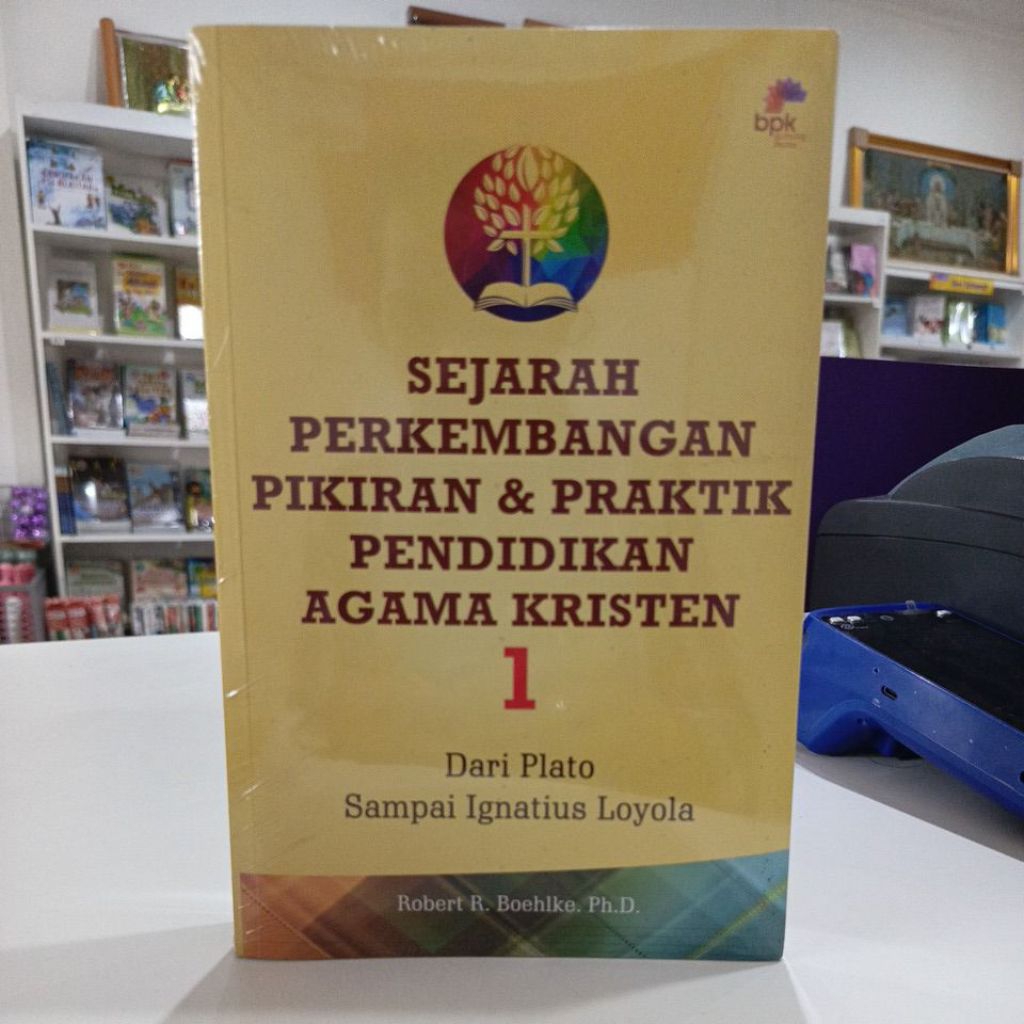 bpk
SEJARAH
PERKEMBANGAN
PIKIRAN & PRAKTIK
PENDIDIKAN
AGAMA KRISTEN
1
Dari Plato
Sampai Ignatius Loyola
Robert R. Boehlke. Ph.D.